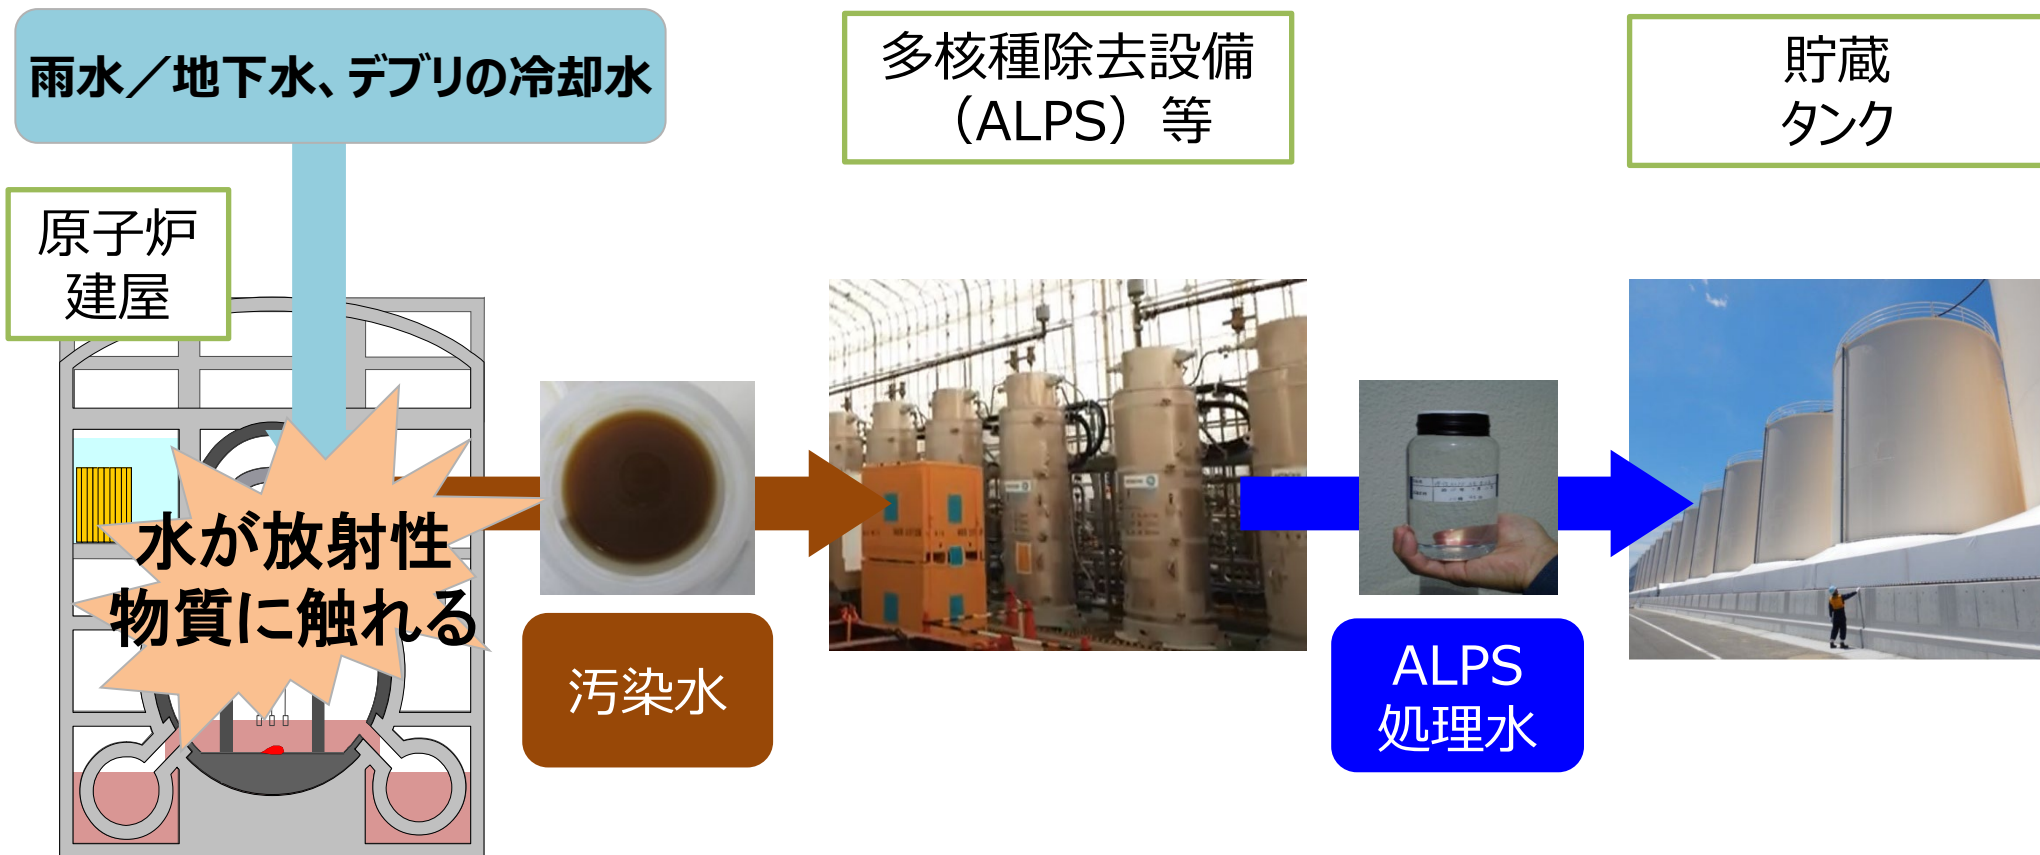 雨水／地下水、デブリの冷却水
多核種除去設備
（ALPS）等
貯蔵
タンク
原子炉
建屋
水が放射性
物質に触れる
汚染水
ALPS
処理水